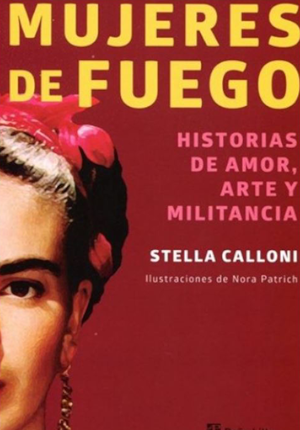 MUJERES
DE FUEGO
HISTORIAS
DE AMOR,
ARTE Y
MILITANCIA
STELLA CALLONI
Ilustraciones de Nora Patrich